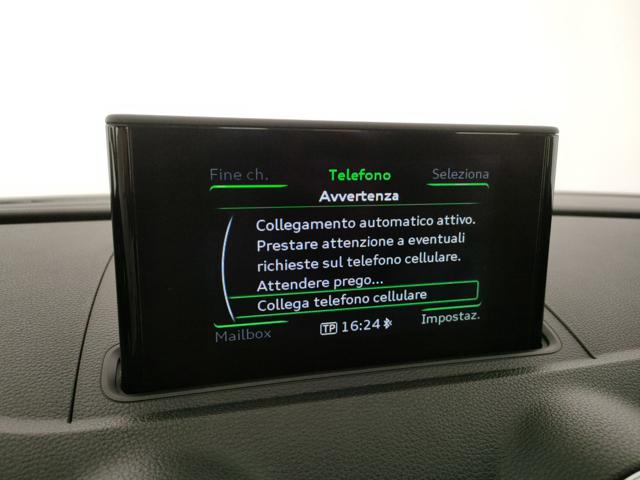 Fine ch. Telefono Seleziona
Avvertenza
Collegamento automatico attivo.
Prestare attenzione a eventuali
richieste sul telefono cellulare.
Attendere prego...
Collega telefono cellulare
Mailbox TP 16:24 Impostaz.